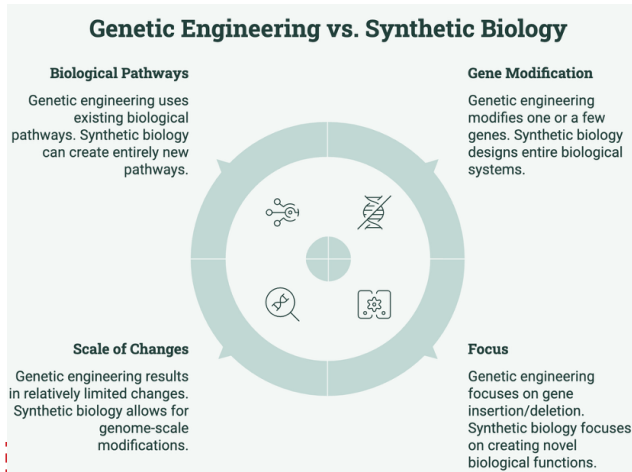 Genetic Engineering vs. Synthetic Biology
Biological Pathways
Genetic engineering uses
existing biological
pathways. Synthetic biology
can create entirely new
pathways.
Gene Modification
Genetic engineering
modifies one or a few
genes. Synthetic biology
designs entire biological
systems.
Scale of Changes
Genetic engineering results
in relatively limited changes.
Synthetic biology allows for
genome-scale
modifications.
Focus
Genetic engineering
focuses on gene
insertion/deletion.
Synthetic biology focuses
on creating novel
biological functions.